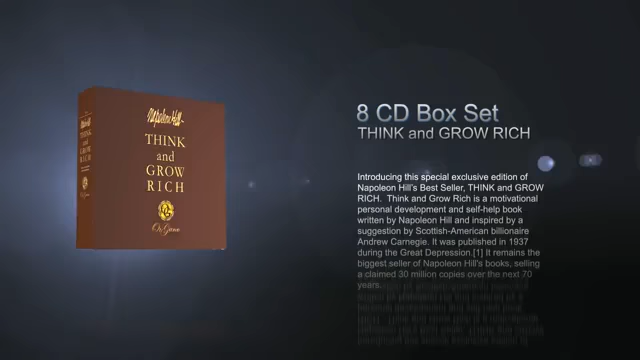 Napoleon Hill
THINK
and
GROW
RICH
THINK
and
GROW
RICH
8 CD Box Set
THINK and GROW RICH
Introducing this special exclusive edition of
Napoleon Hill's Best Seller, THINK and GROW
RICH.  Think and Grow Rich is a motivational
personal development and self-help book
written by Napoleon Hill and inspired by a
suggestion by Scottish-American billionaire
Andrew Carnegie. It was published in 1937
during the Great Depression.[1] It remains the
biggest seller of Napoleon Hill's books, selling
a claimed 30 million copies over the next 70
years.